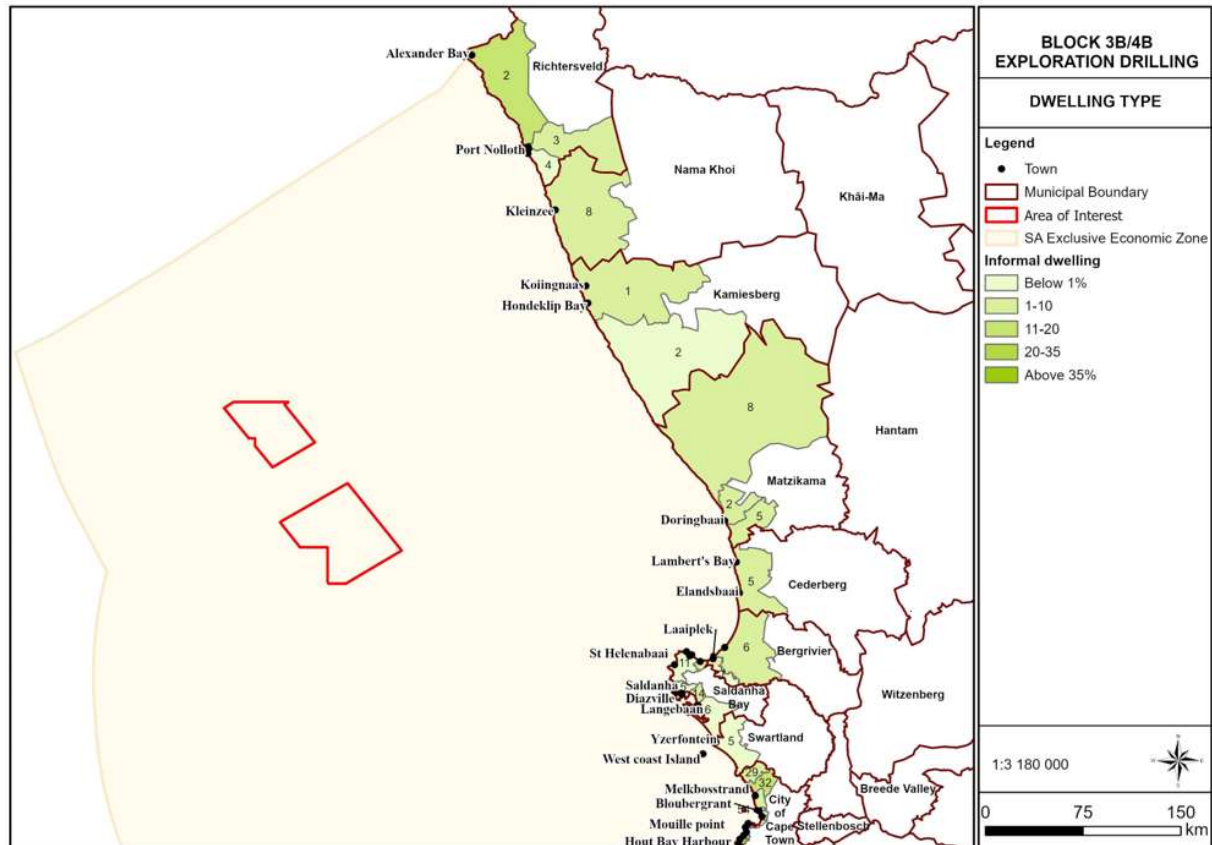 Alexander Bay
2
Richtersveld
3
Port Nolloth
4
Nama Khoi
Khâi-Ma
Kleinzee
8
Koiingnaas
1
Kamiesberg
Hondeklip Bay
2
8
Hantam
Matzikama
2
5
Doringbaai
Lambert's Bay
5
Cederberg
Elandsbaai
Laaiplek
6
Bergrivier
St Helenabaai
11
Witzenberg
Saldanha
14
Saldanha
Bay
Diazville
Langebaan
6
Swartland
Yzerfontein
5
West coast Island
29
32
Melkbosstrand
Breede Valley
Bloubergrant
City
of
Cape
Town
Mouille point
Stellenbosch
Hout Bay Harbour
BLOCK 3B/4B
EXPLORATION DRILLING
DWELLING TYPE
Legend
Town
Municipal Boundary
Area of Interest
SA Exclusive Economic Zone
Informal dwelling
Below 1%
1-10
11-20
20-35
Above 35%
1:3 180 000
0 75 150
km